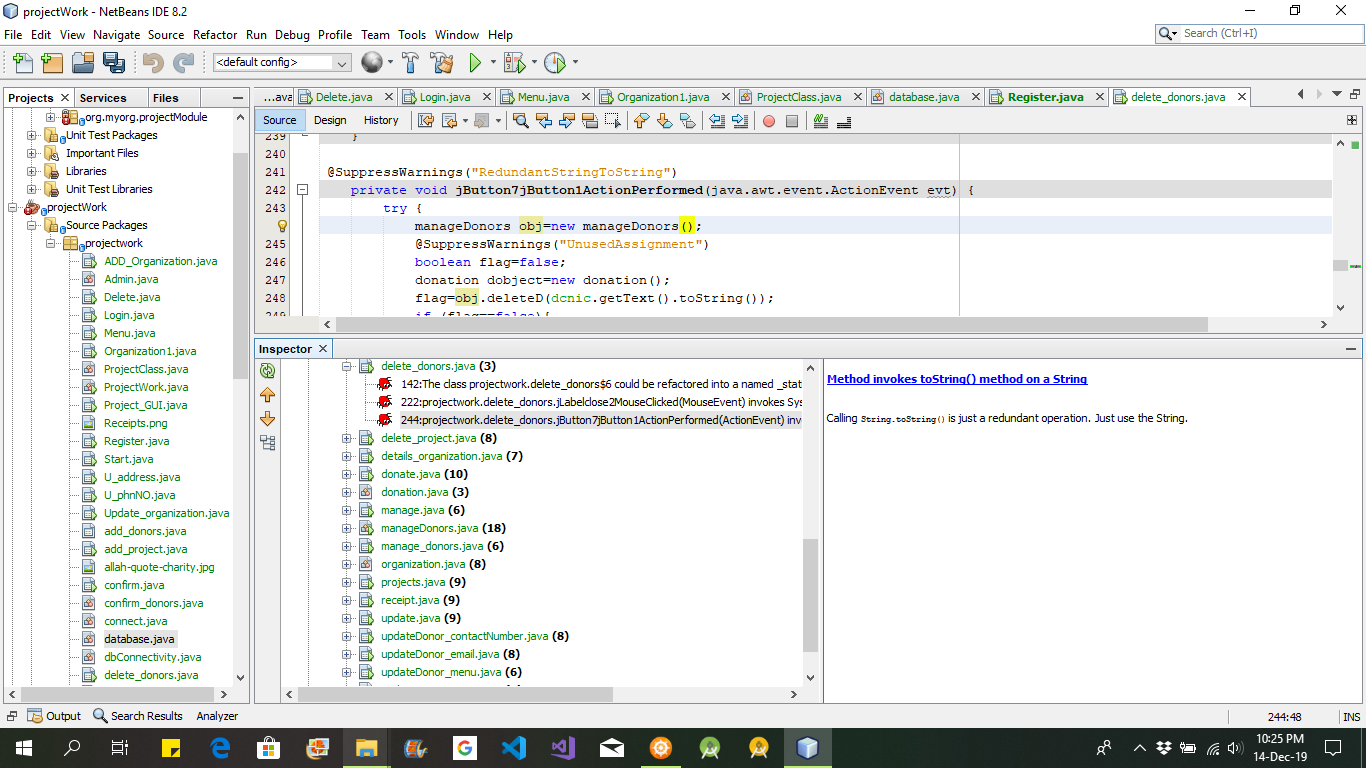 projectWork - NetBeans IDE 8.2
File Edit View Navigate Source Refactor Run Debug Profile Team Tools Window Help
Search (Ctrl+I)
<default config>
Projects Services Files
...ava Delete.java Login.java Menu.java Organization1.java ProjectClass.java database.java Register.java delete_donors.java
Source Design History
org.myorg.projectModule
Unit Test Packages
Important Files
Libraries
Unit Test Libraries
projectWork
Source Packages
projectwork
ADD_Organization.java
Admin.java
Delete.java
Login.java
Menu.java
Organization1.java
ProjectClass.java
ProjectWork.java
Project_GUI.java
Receipts.png
Register.java
Start.java
U_address.java
U_phnNO.java
Update_organization.java
add_donors.java
add_project.java
allah-quote-charity.jpg
confirm.java
confirm_donors.java
connect.java
database.java
dbConnectivity.java
delete_donors.java
239 }
240
241 @SuppressWarnings("RedundantStringToString")
242 private void jButton7jButton1ActionPerformed(java.awt.event.ActionEvent evt) {
243 try {
manageDonors obj=new manageDonors();
245 @SuppressWarnings("UnusedAssignment")
246 boolean flag=false;
247 donation dobject=new donation();
248 flag=obj.deleteD(dcnic.getText().toString());
249 if (flag==false){
Inspector
delete_donors.java (3)
142:The class projectwork.delete_donors$6 could be refactored into a named _stat
222:projectwork.delete_donors.jLabelclose2MouseClicked(MouseEvent) invokes Sys
244:projectwork.delete_donors.jButton7jButton1ActionPerformed(ActionEvent) inv
delete_project.java (8)
details_organization.java (7)
donate.java (10)
donation.java (3)
manage.java (6)
manageDonors.java (18)
manage_donors.java (6)
organization.java (8)
projects.java (9)
receipt.java (9)
update.java (9)
updateDonor_contactNumber.java (8)
updateDonor_email.java (8)
updateDonor_menu.java (6)
Method invokes toString() method on a String
Calling String.toString() is just a redundant operation. Just use the String.
Output Search Results Analyzer
244:48 INS
10:25 PM
14-Dec-19